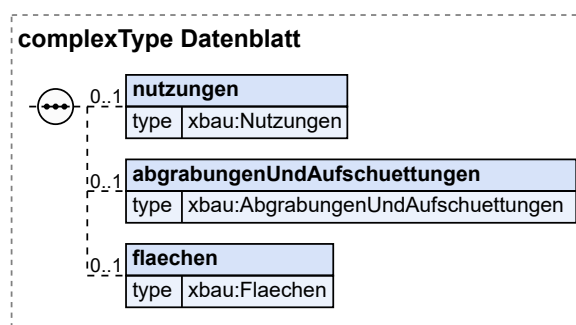 complexType Datenblatt
0..1 nutzungen
type xbau:Nutzungen
0..1 abgrabungenUndAufschuettungen
type xbau:AbgrabungenUndAufschuettungen
0..1 flaechen
type xbau:Flaechen